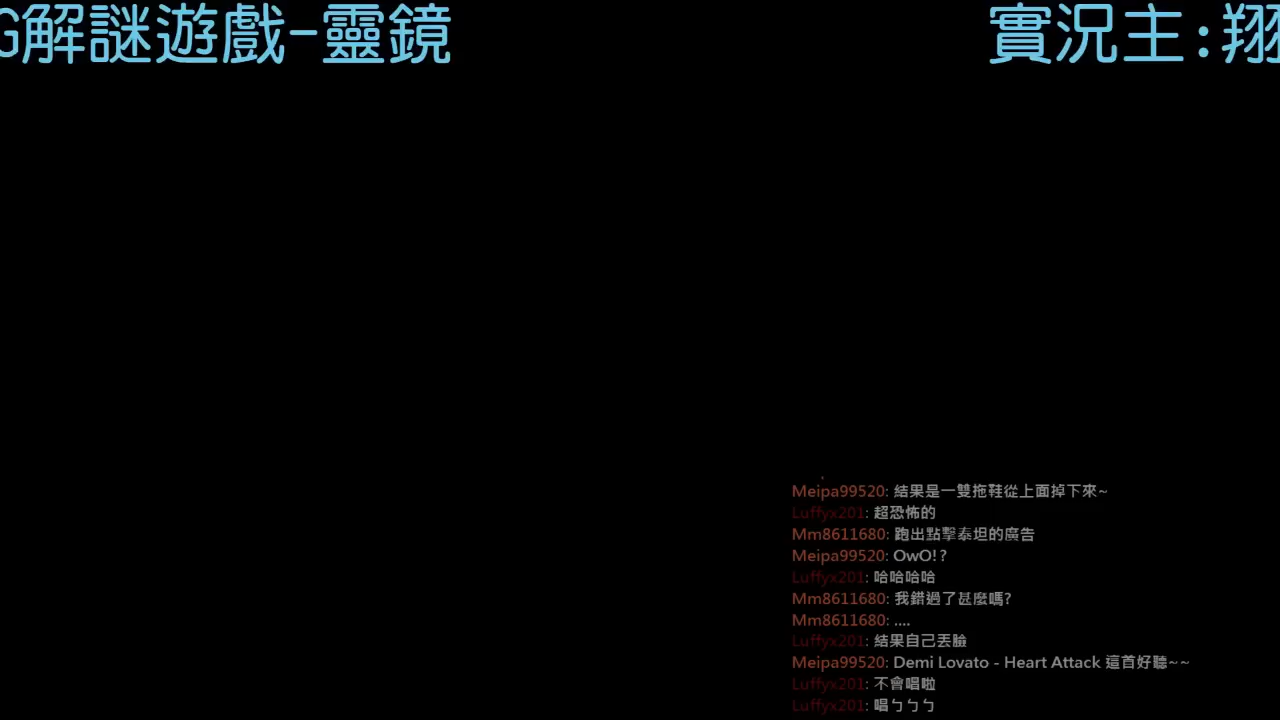 G解謎遊戲-靈鏡
實況主:翔
Meipa99520: 結果是一雙拖鞋從上面掉下來~
Luffyx201: 超恐怖的
Mm8611680: 跑出點擊泰坦的廣告
Meipa99520: OwO!?
Luffyx201: 哈哈哈哈
Mm8611680: 我錯過了甚麼嗎?
Mm8611680: ....
Luffyx201: 結果自己丟臉
Meipa99520: Demi Lovato - Heart Attack 這首好聽~~
Luffyx201: 不會唱啦
Luffyx201: 唱ㄅㄅㄅ